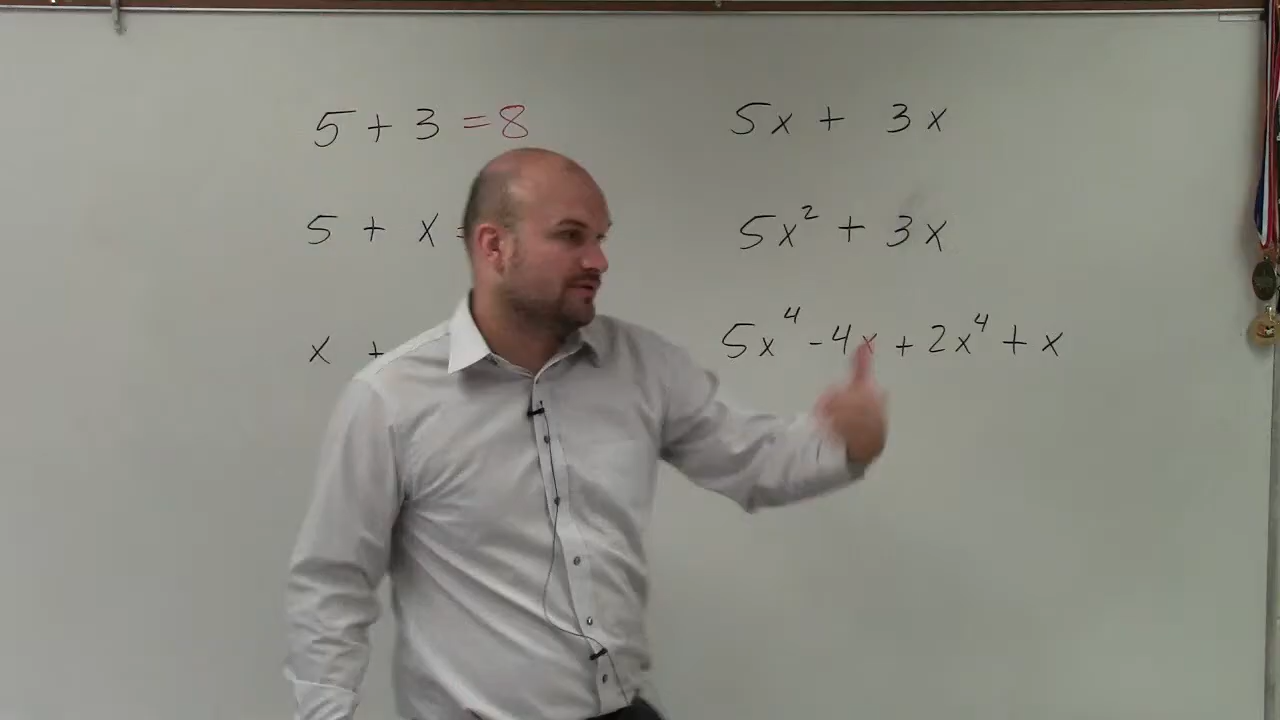 5 + 3 = 8
5 + x =
x +
5x + 3x
5x² + 3x
5x⁴ - 4x + 2x⁴ + x